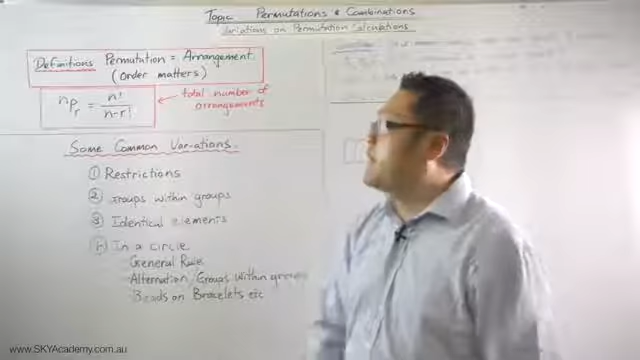 Topic Permutations & Combinations
Variations on Permutation Calculations
Definitions Permutation = Arrangement
(Order matters)
nPr = n! / n-r!
total number of
arrangements
Some Common Variations.
① Restrictions
② Groups within groups
③ Identical elements
④ In a circle
General Rule
Alternation/Groups within groups
Beads on Bracelets etc
www.SKYAcademy.com.au